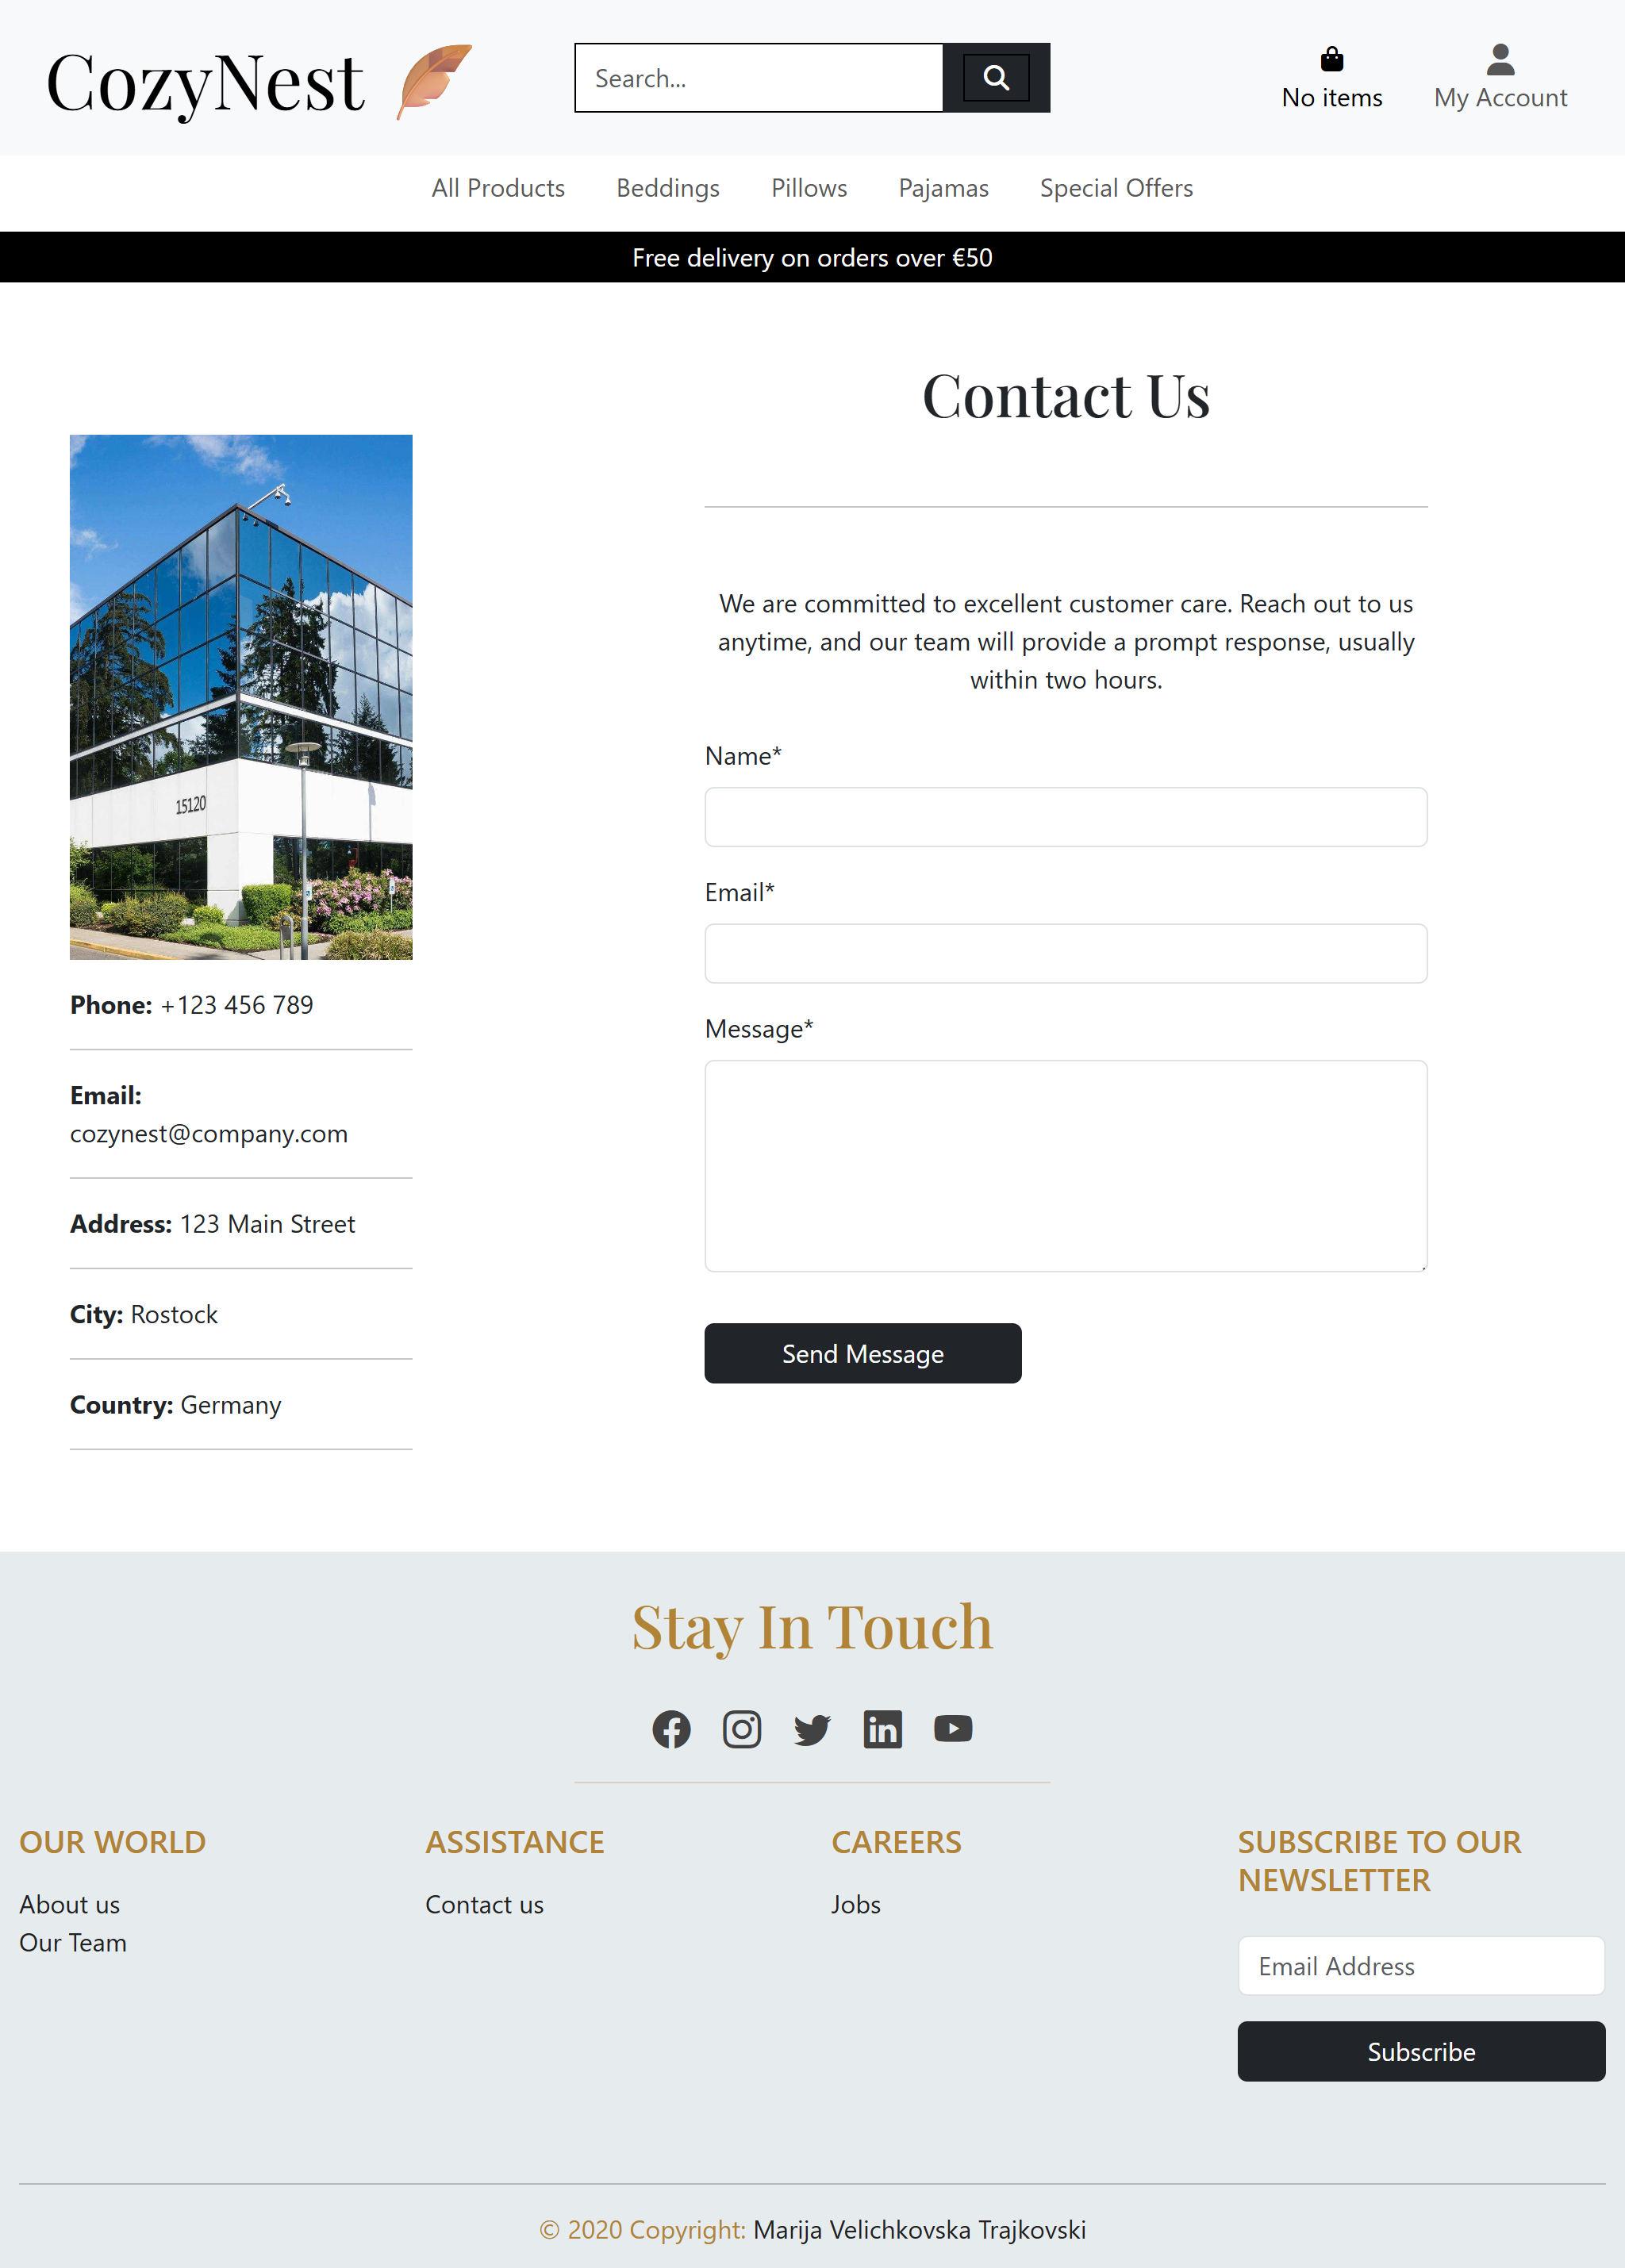 CozyNest
Search...
No items
My Account
All Products
Beddings
Pillows
Pajamas
Special Offers
Free delivery on orders over €50
15120
Phone: +123 456 789
Email:
cozynest@company.com
Address: 123 Main Street
City: Rostock
Country: Germany
Contact Us
We are committed to excellent customer care. Reach out to us
anytime, and our team will provide a prompt response, usually
within two hours.
Name*
Email*
Message*
Send Message
Stay In Touch
OUR WORLD
About us
Our Team
ASSISTANCE
Contact us
CAREERS
Jobs
SUBSCRIBE TO OUR
NEWSLETTER
Email Address
Subscribe
© 2020 Copyright: Marija Velichkovska Trajkovski